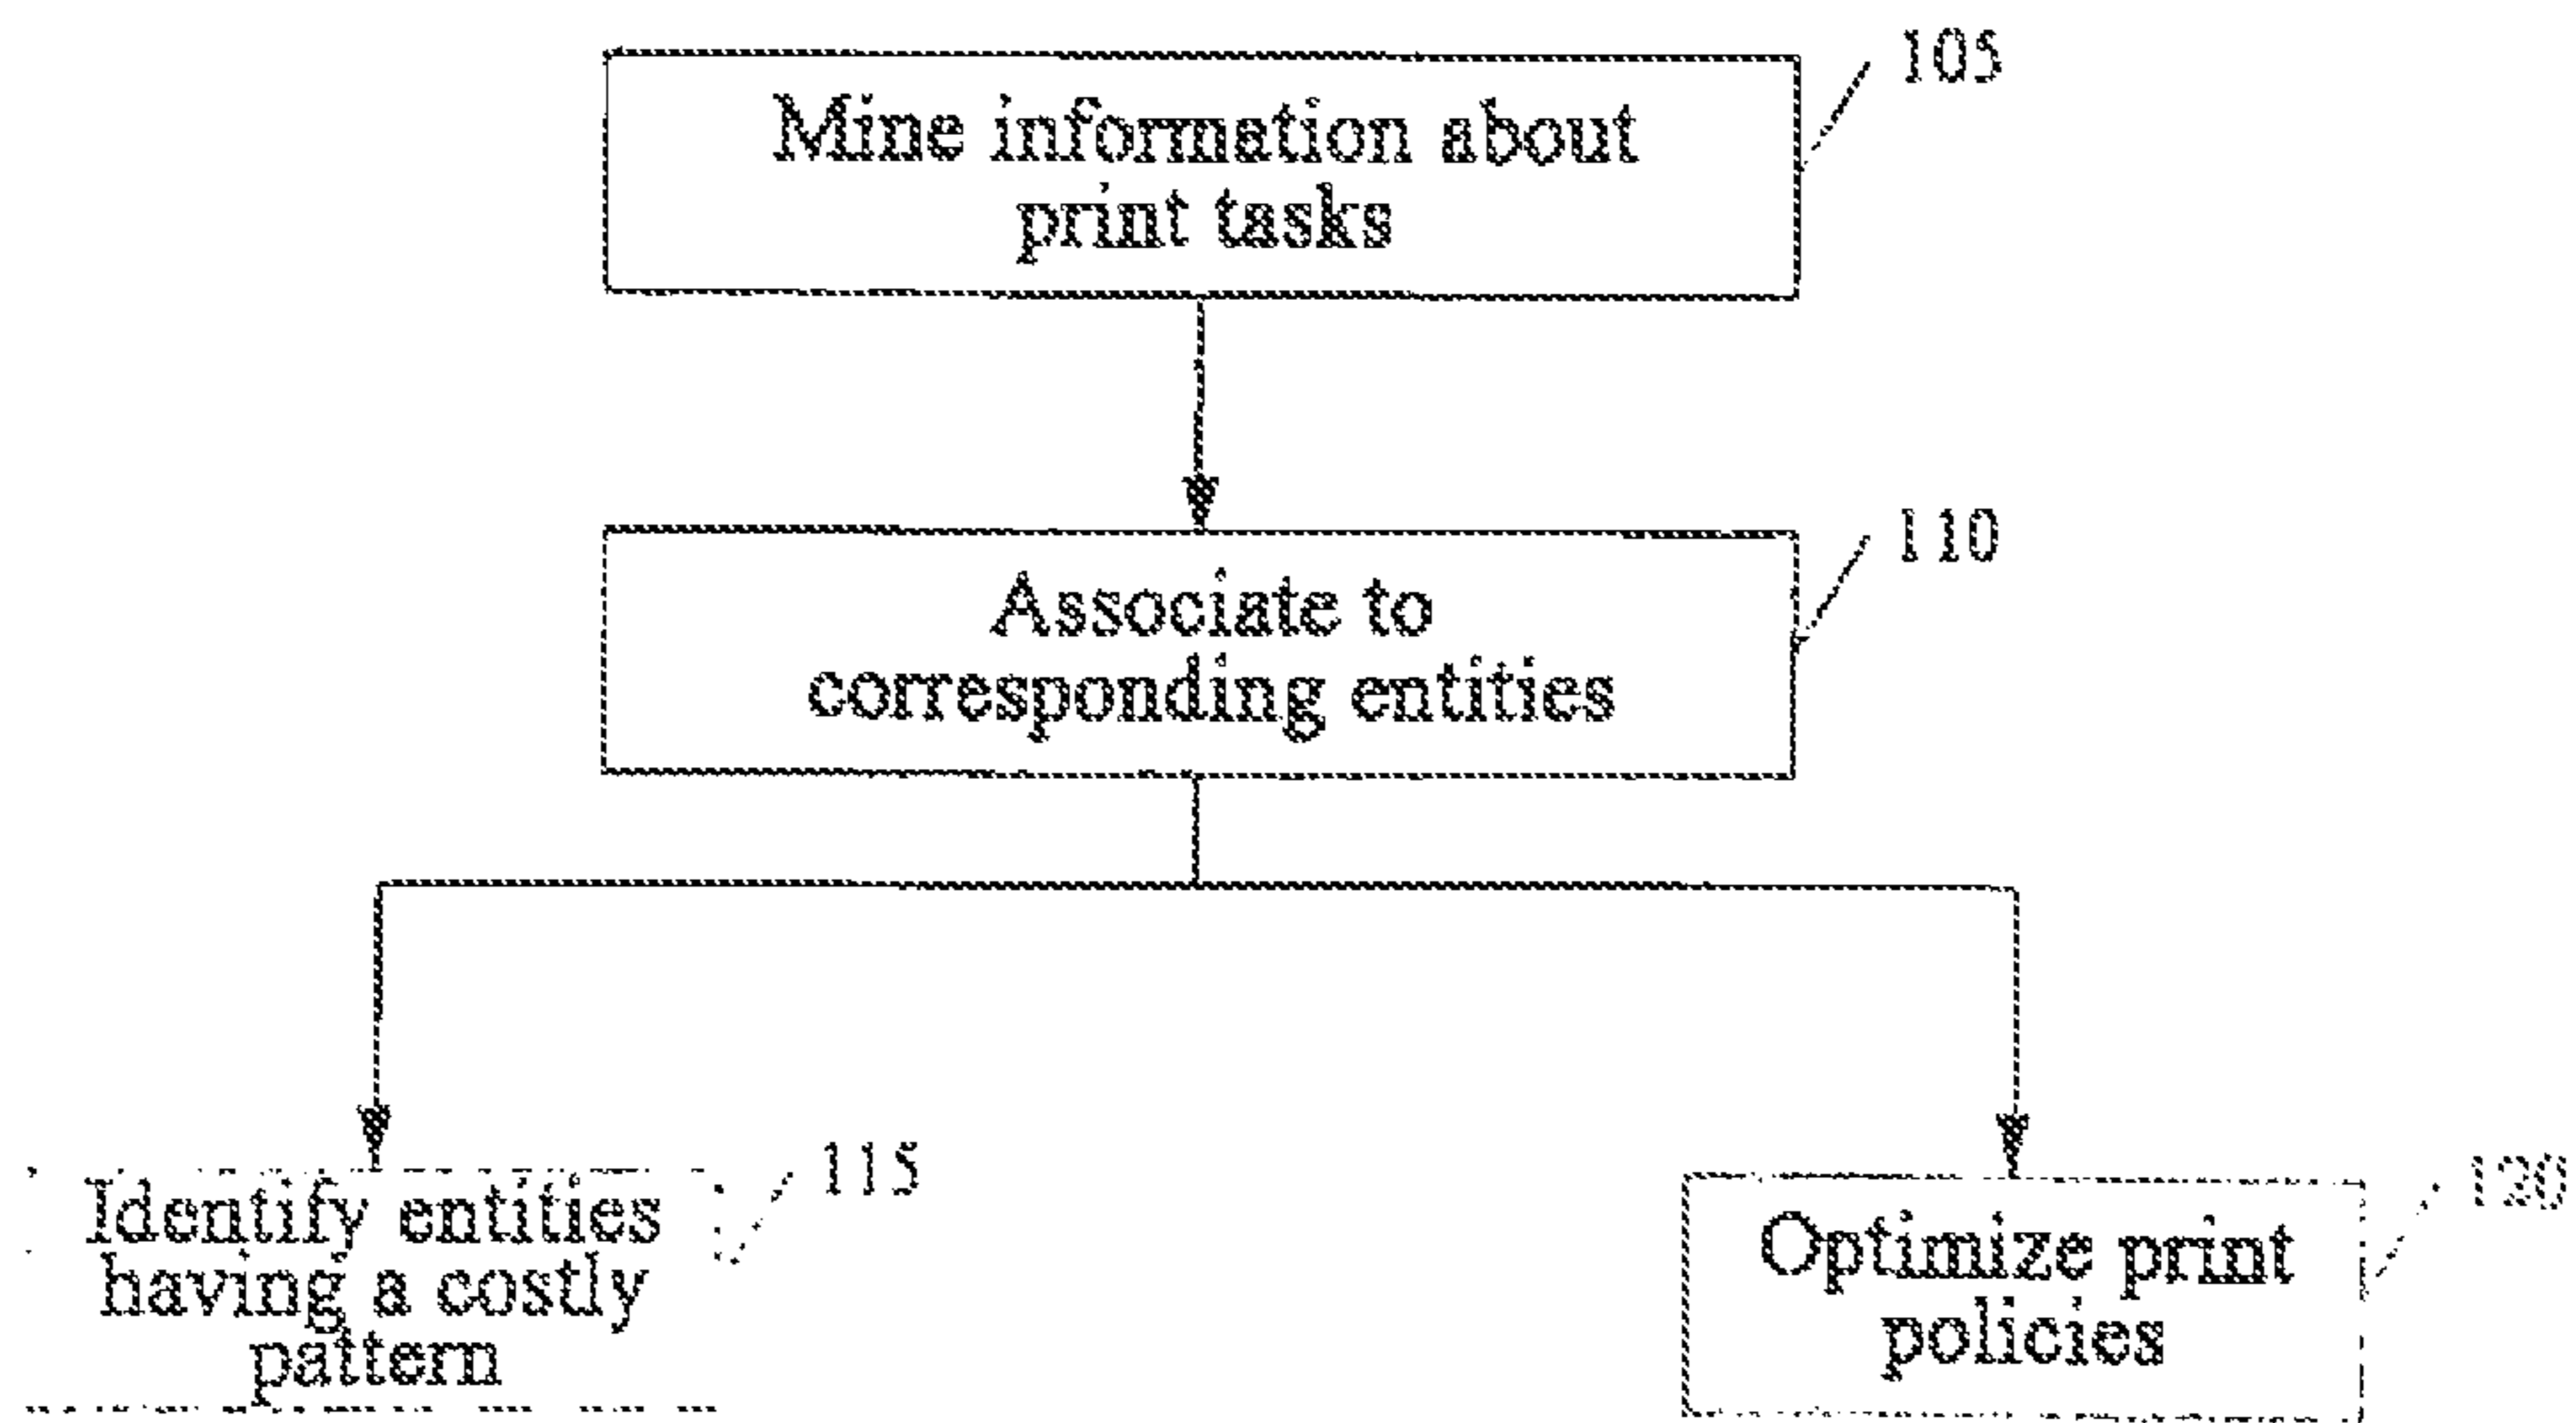 105
Mine information about
print tasks
110
Associate to
corresponding entities
115
Identify entities
having a costly
pattern
120
Optimize print
policies